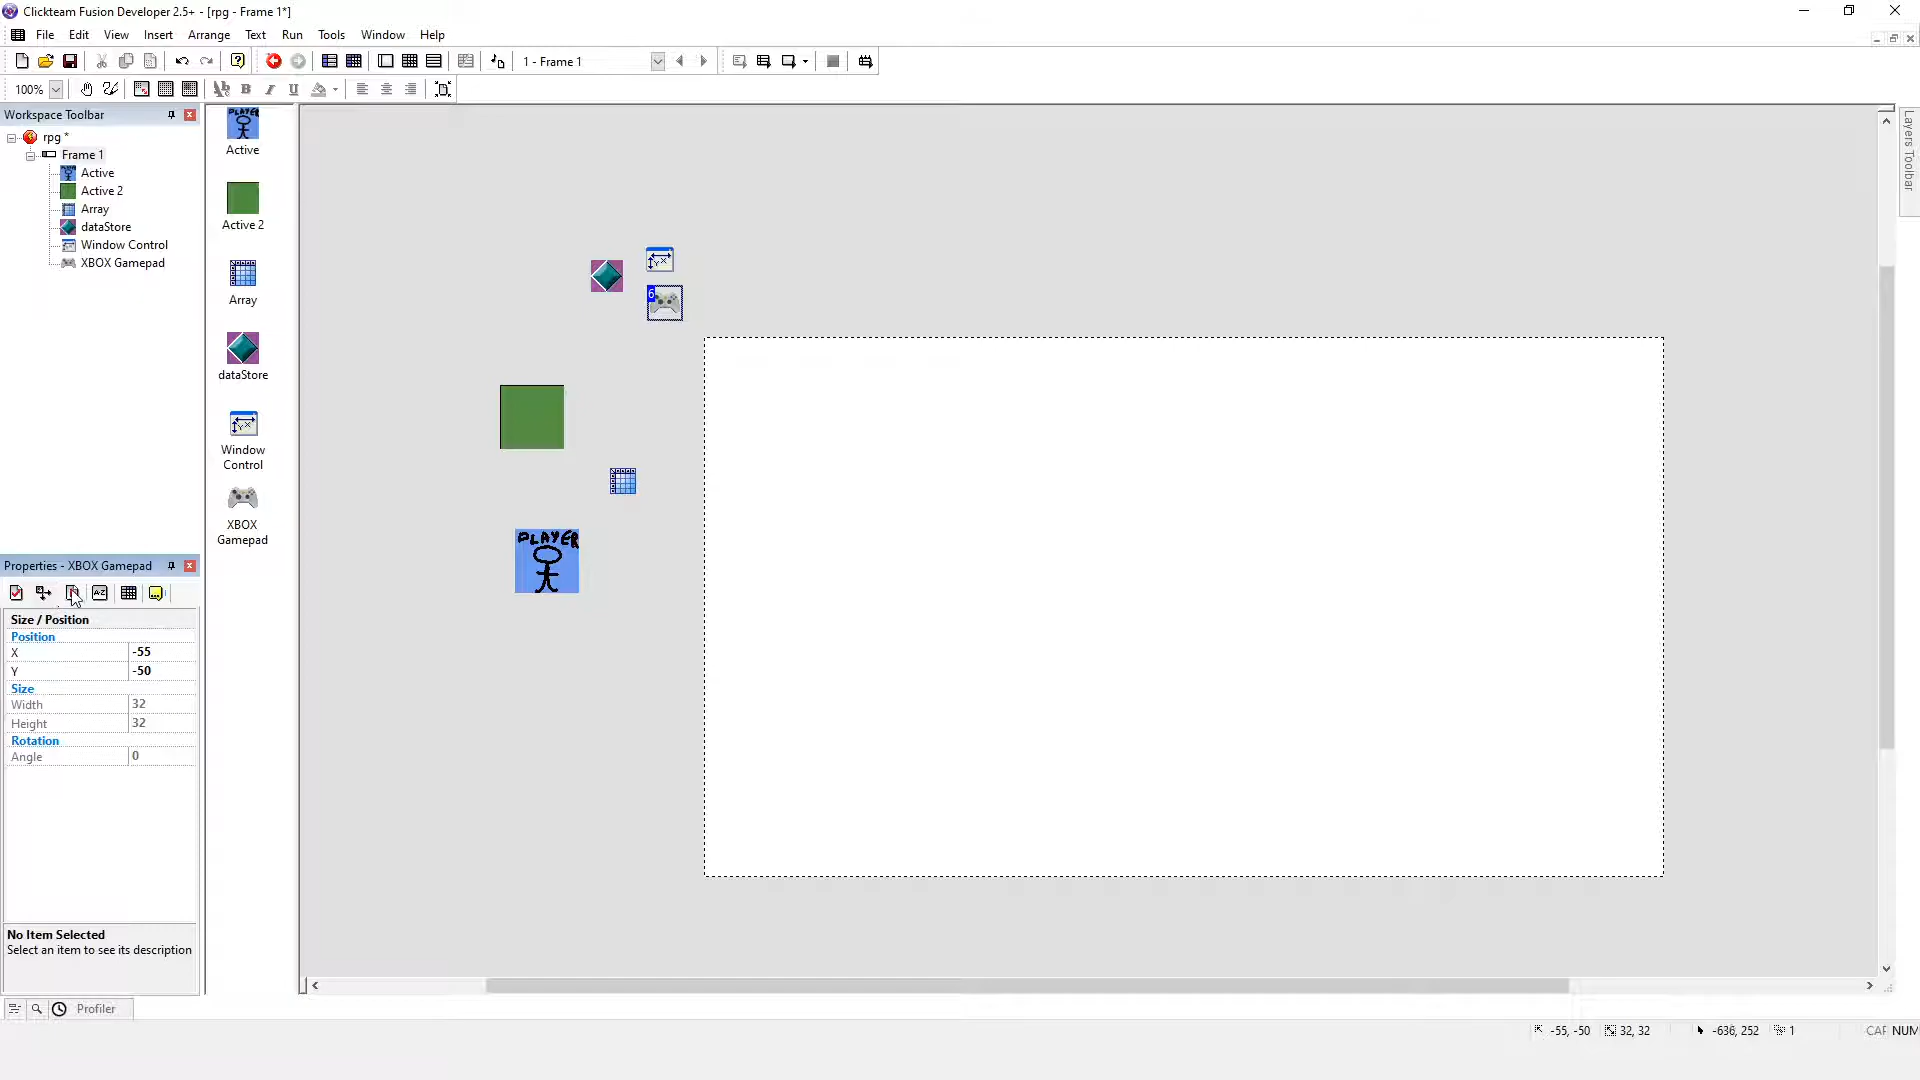 Clickteam Fusion Developer 2.5+ - [rpg - Frame 1*]
File Edit View Insert Arrange Text Run Tools Window Help
1 - Frame 1
100%
Workspace Toolbar
rpg *
Frame 1
Active
Active 2
Array
dataStore
Window Control
XBOX Gamepad
PLAYER
Active
Active 2
Array
dataStore
Window
Control
XBOX
Gamepad
6
PLAYER
Layers Toolbar
Properties - XBOX Gamepad
Size / Position
Position
X -55
Y -50
Size
Width 32
Height 32
Rotation
Angle 0
No Item Selected
Select an item to see its description
Profiler
-55, -50 32, 32 -636, 252 1 CAF NUM